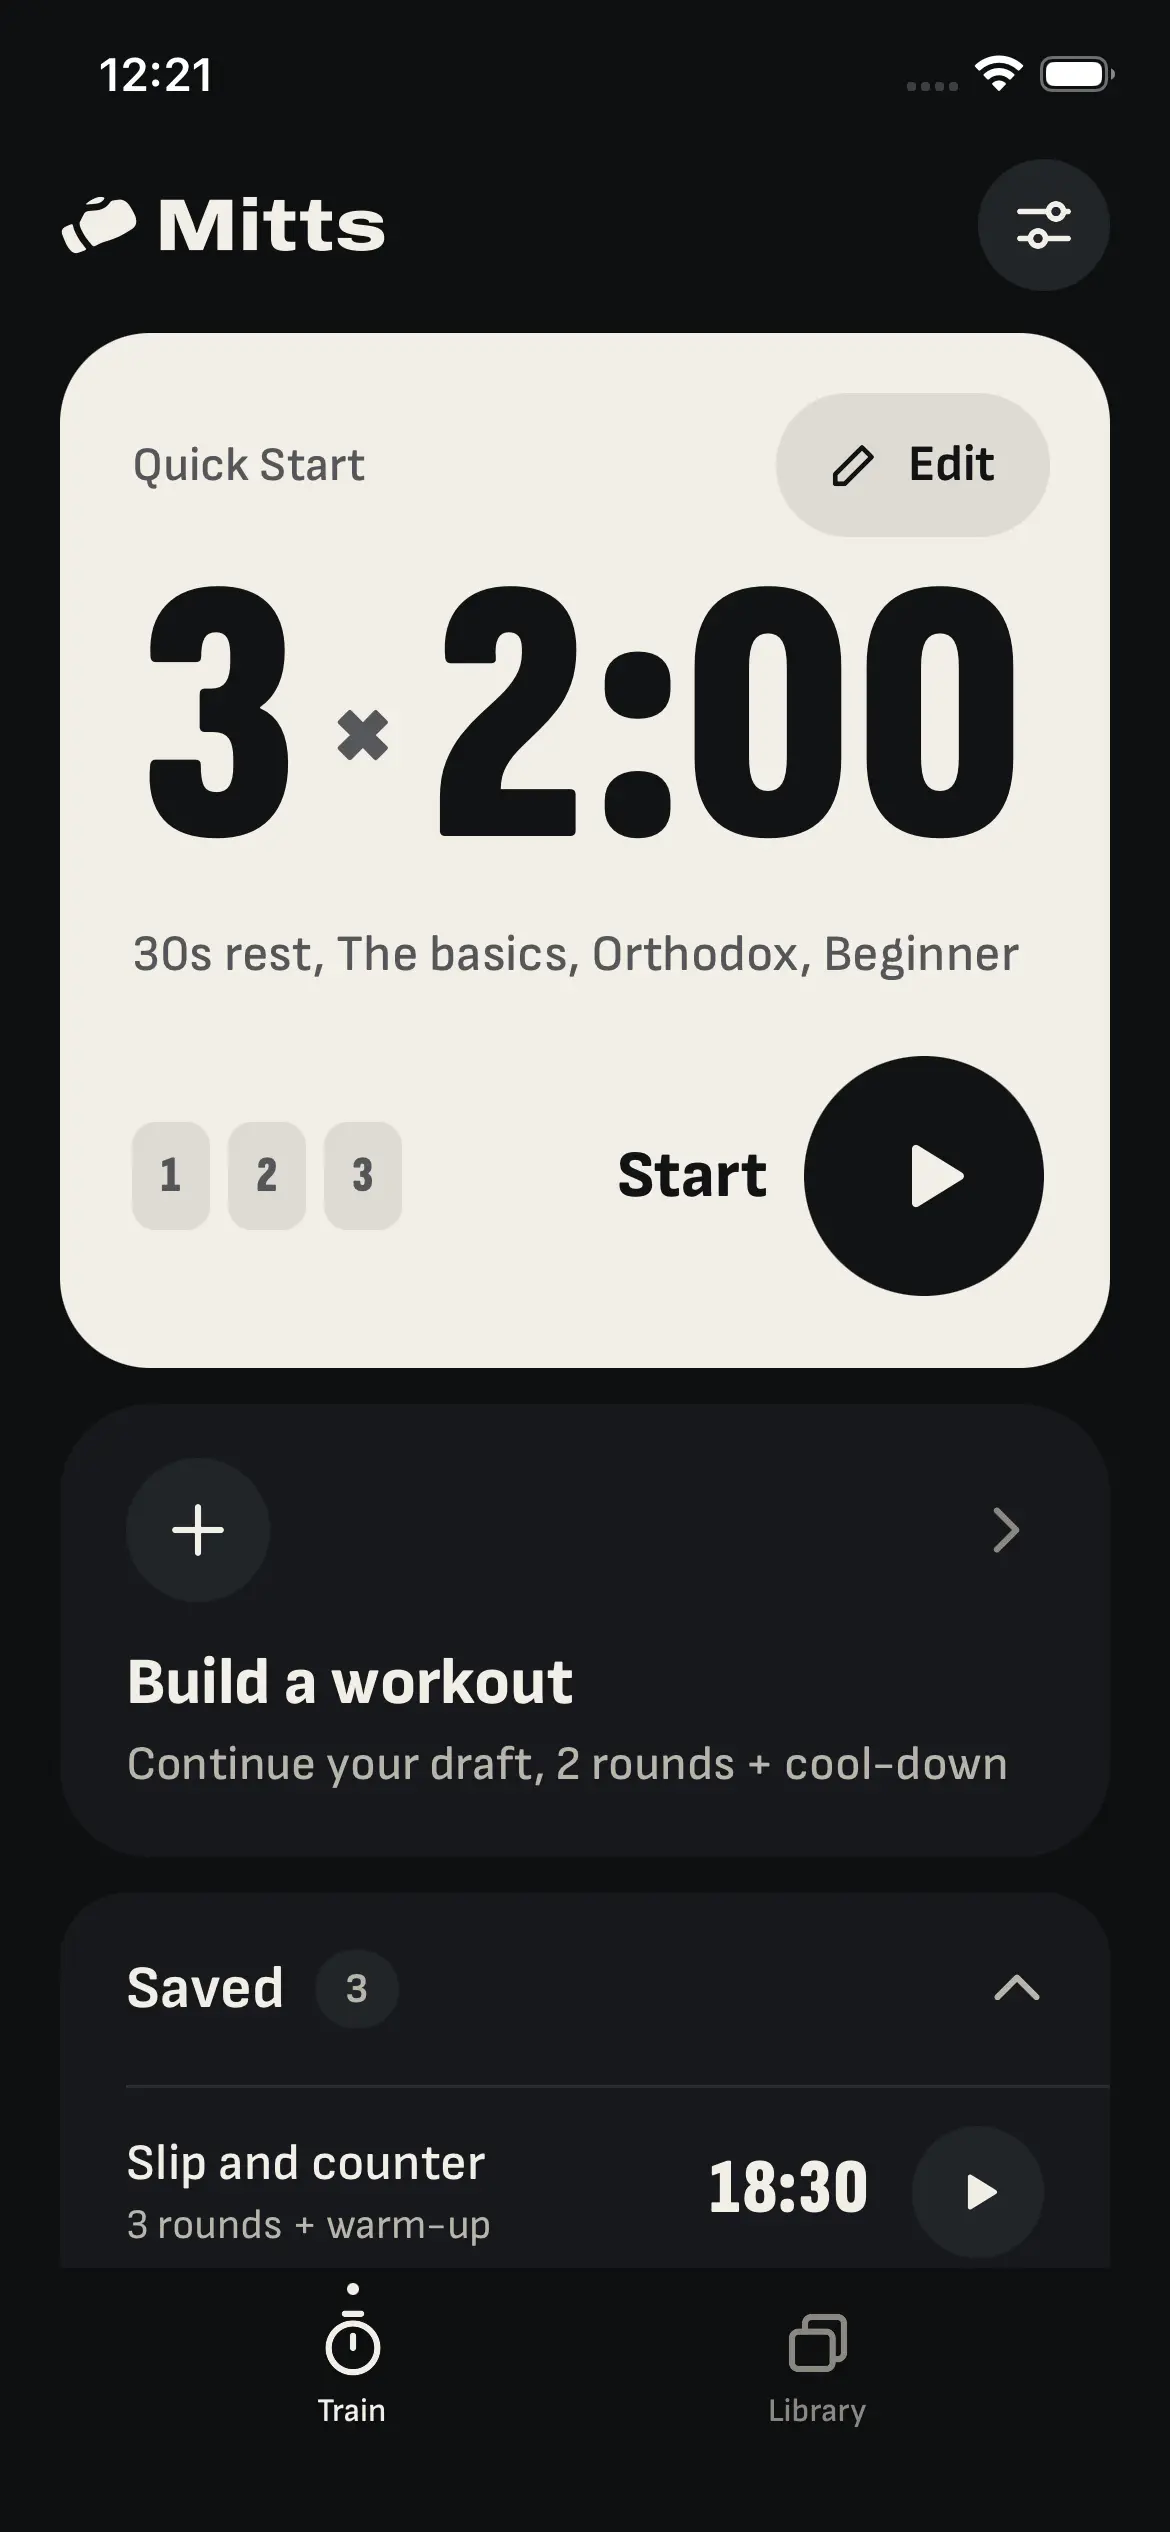 12:21
Mitts
Quick Start
Edit
3 × 2:00
30s rest, The basics, Orthodox, Beginner
1 2 3
Start
Build a workout
Continue your draft, 2 rounds + cool-down
Saved 3
Slip and counter
18:30
3 rounds + warm-up
Train
Library